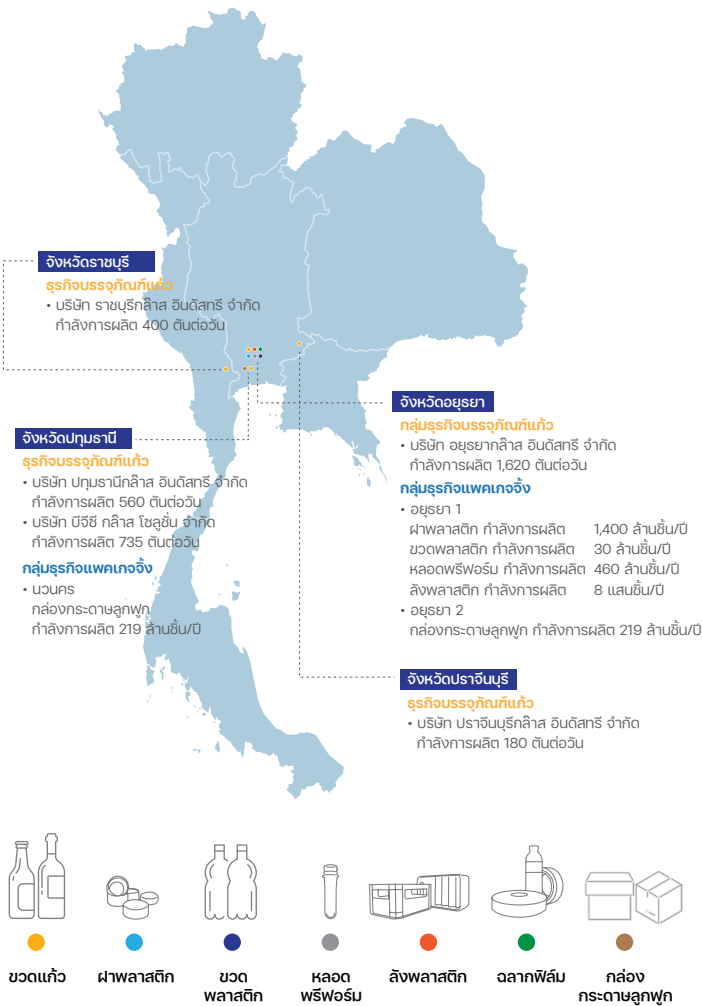 จังหวัดราชบุรี
ธุรกิจบรรจุภัณฑ์แก้ว
• บริษัท ราชบุรีกล๊าส อินดัสทรี จำกัด
กำลังการผลิต 400 ตันต่อวัน
จังหวัดปทุมธานี
ธุรกิจบรรจุภัณฑ์แก้ว
• บริษัท ปทุมธานีกล๊าส อินดัสทรี จำกัด
กำลังการผลิต 560 ตันต่อวัน
• บริษัท บีจีซี กล๊าส โซลูชั่น จำกัด
กำลังการผลิต 735 ตันต่อวัน
กลุ่มธุรกิจแพคเกจจิ้ง
• นวนคร
กล่องกระดาษลูกฟูก
กำลังการผลิต 219 ล้านชิ้น/ปี
จังหวัดอยุธยา
กลุ่มธุรกิจบรรจุภัณฑ์แก้ว
• บริษัท อยุธยากล๊าส อินดัสทรี จำกัด
กำลังการผลิต 1,620 ตันต่อวัน
กลุ่มธุรกิจแพคเกจจิ้ง
• อยุธยา 1
ฝาพลาสติก กำลังการผลิต 1,400 ล้านชิ้น/ปี
ขวดพลาสติก กำลังการผลิต 30 ล้านชิ้น/ปี
หลอดพรีฟอร์ม กำลังการผลิต 460 ล้านชิ้น/ปี
ลังพลาสติก กำลังการผลิต 8 แสนชิ้น/ปี
• อยุธยา 2
กล่องกระดาษลูกฟูก กำลังการผลิต 219 ล้านชิ้น/ปี
จังหวัดปราจีนบุรี
ธุรกิจบรรจุภัณฑ์แก้ว
• บริษัท ปราจีนบุรีกล๊าส อินดัสทรี จำกัด
กำลังการผลิต 180 ตันต่อวัน
ขวดแก้ว
ฝาพลาสติก
ขวด
พลาสติก
หลอด
พรีฟอร์ม
ลังพลาสติก
ฉลากฟิล์ม
กล่อง
กระดาษลูกฟูก